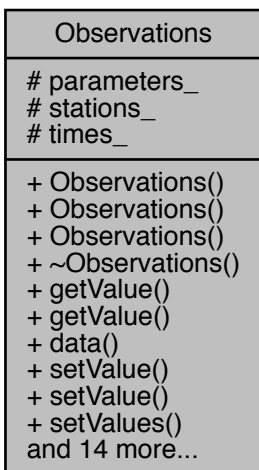 Observations
# parameters_
# stations_
# times_
+ Observations()
+ Observations()
+ Observations()
+ ~Observations()
+ getValue()
+ getValue()
+ data()
+ setValue()
+ setValue()
+ setValues()
and 14 more...